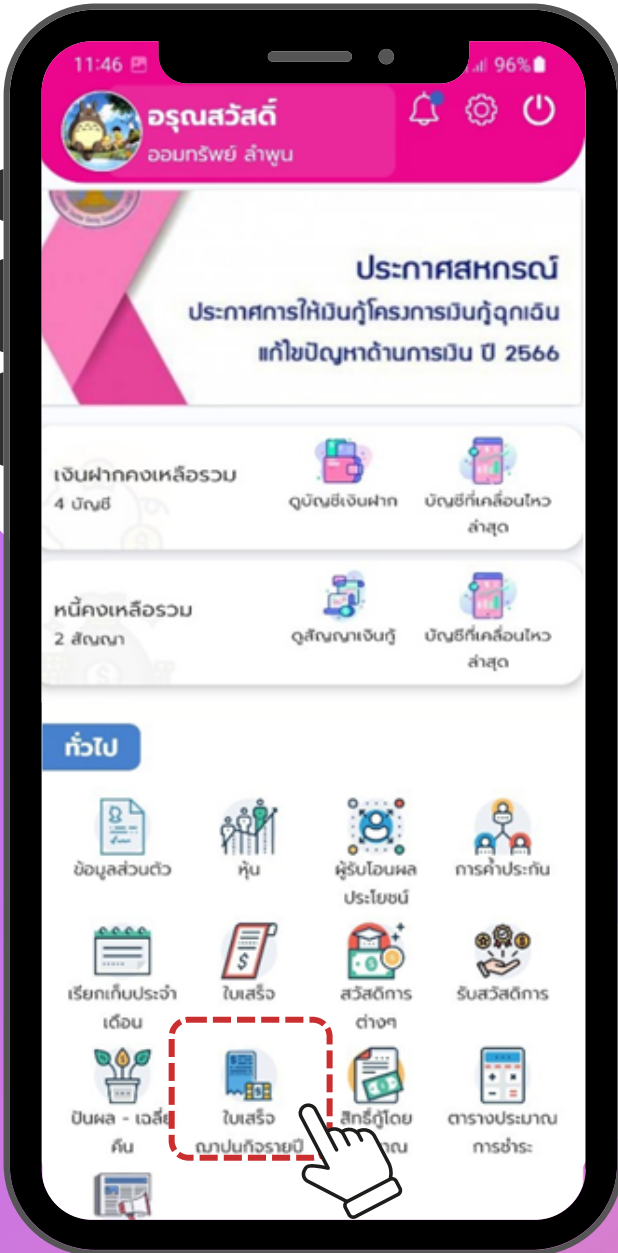 11:46
96%
อรุณสวัสดิ์
ออมทรัพย์ ลำพูน
ประกาศสหกรณ์
ประกาศการให้เงินกู้โครงการเงินกู้ฉุกเฉิน
แก้ไขปัญหาด้านการเงิน ปี 2566
เงินฝากคงเหลือรวม
4 บัญชี
ดูบัญชีเงินฝาก
บัญชีที่เคลื่อนไหว
ล่าสุด
หนี้คงเหลือรวม
2 สัญญา
ดูสัญญาเงินกู้
บัญชีที่เคลื่อนไหว
ล่าสุด
ทั่วไป
ข้อมูลส่วนตัว
หุ้น
ผู้รับโอนผล
ประโยชน์
การค้ำประกัน
เรียกเก็บประจำ
เดือน
ใบเสร็จ
สวัสดิการ
ต่างๆ
รับสวัสดิการ
ปันผล - เฉลี่ย
คืน
ใบเสร็จ
ฌาปนกิจรายปี
สิทธิ์กู้โดย
ตารางประมาณ
การชำระ